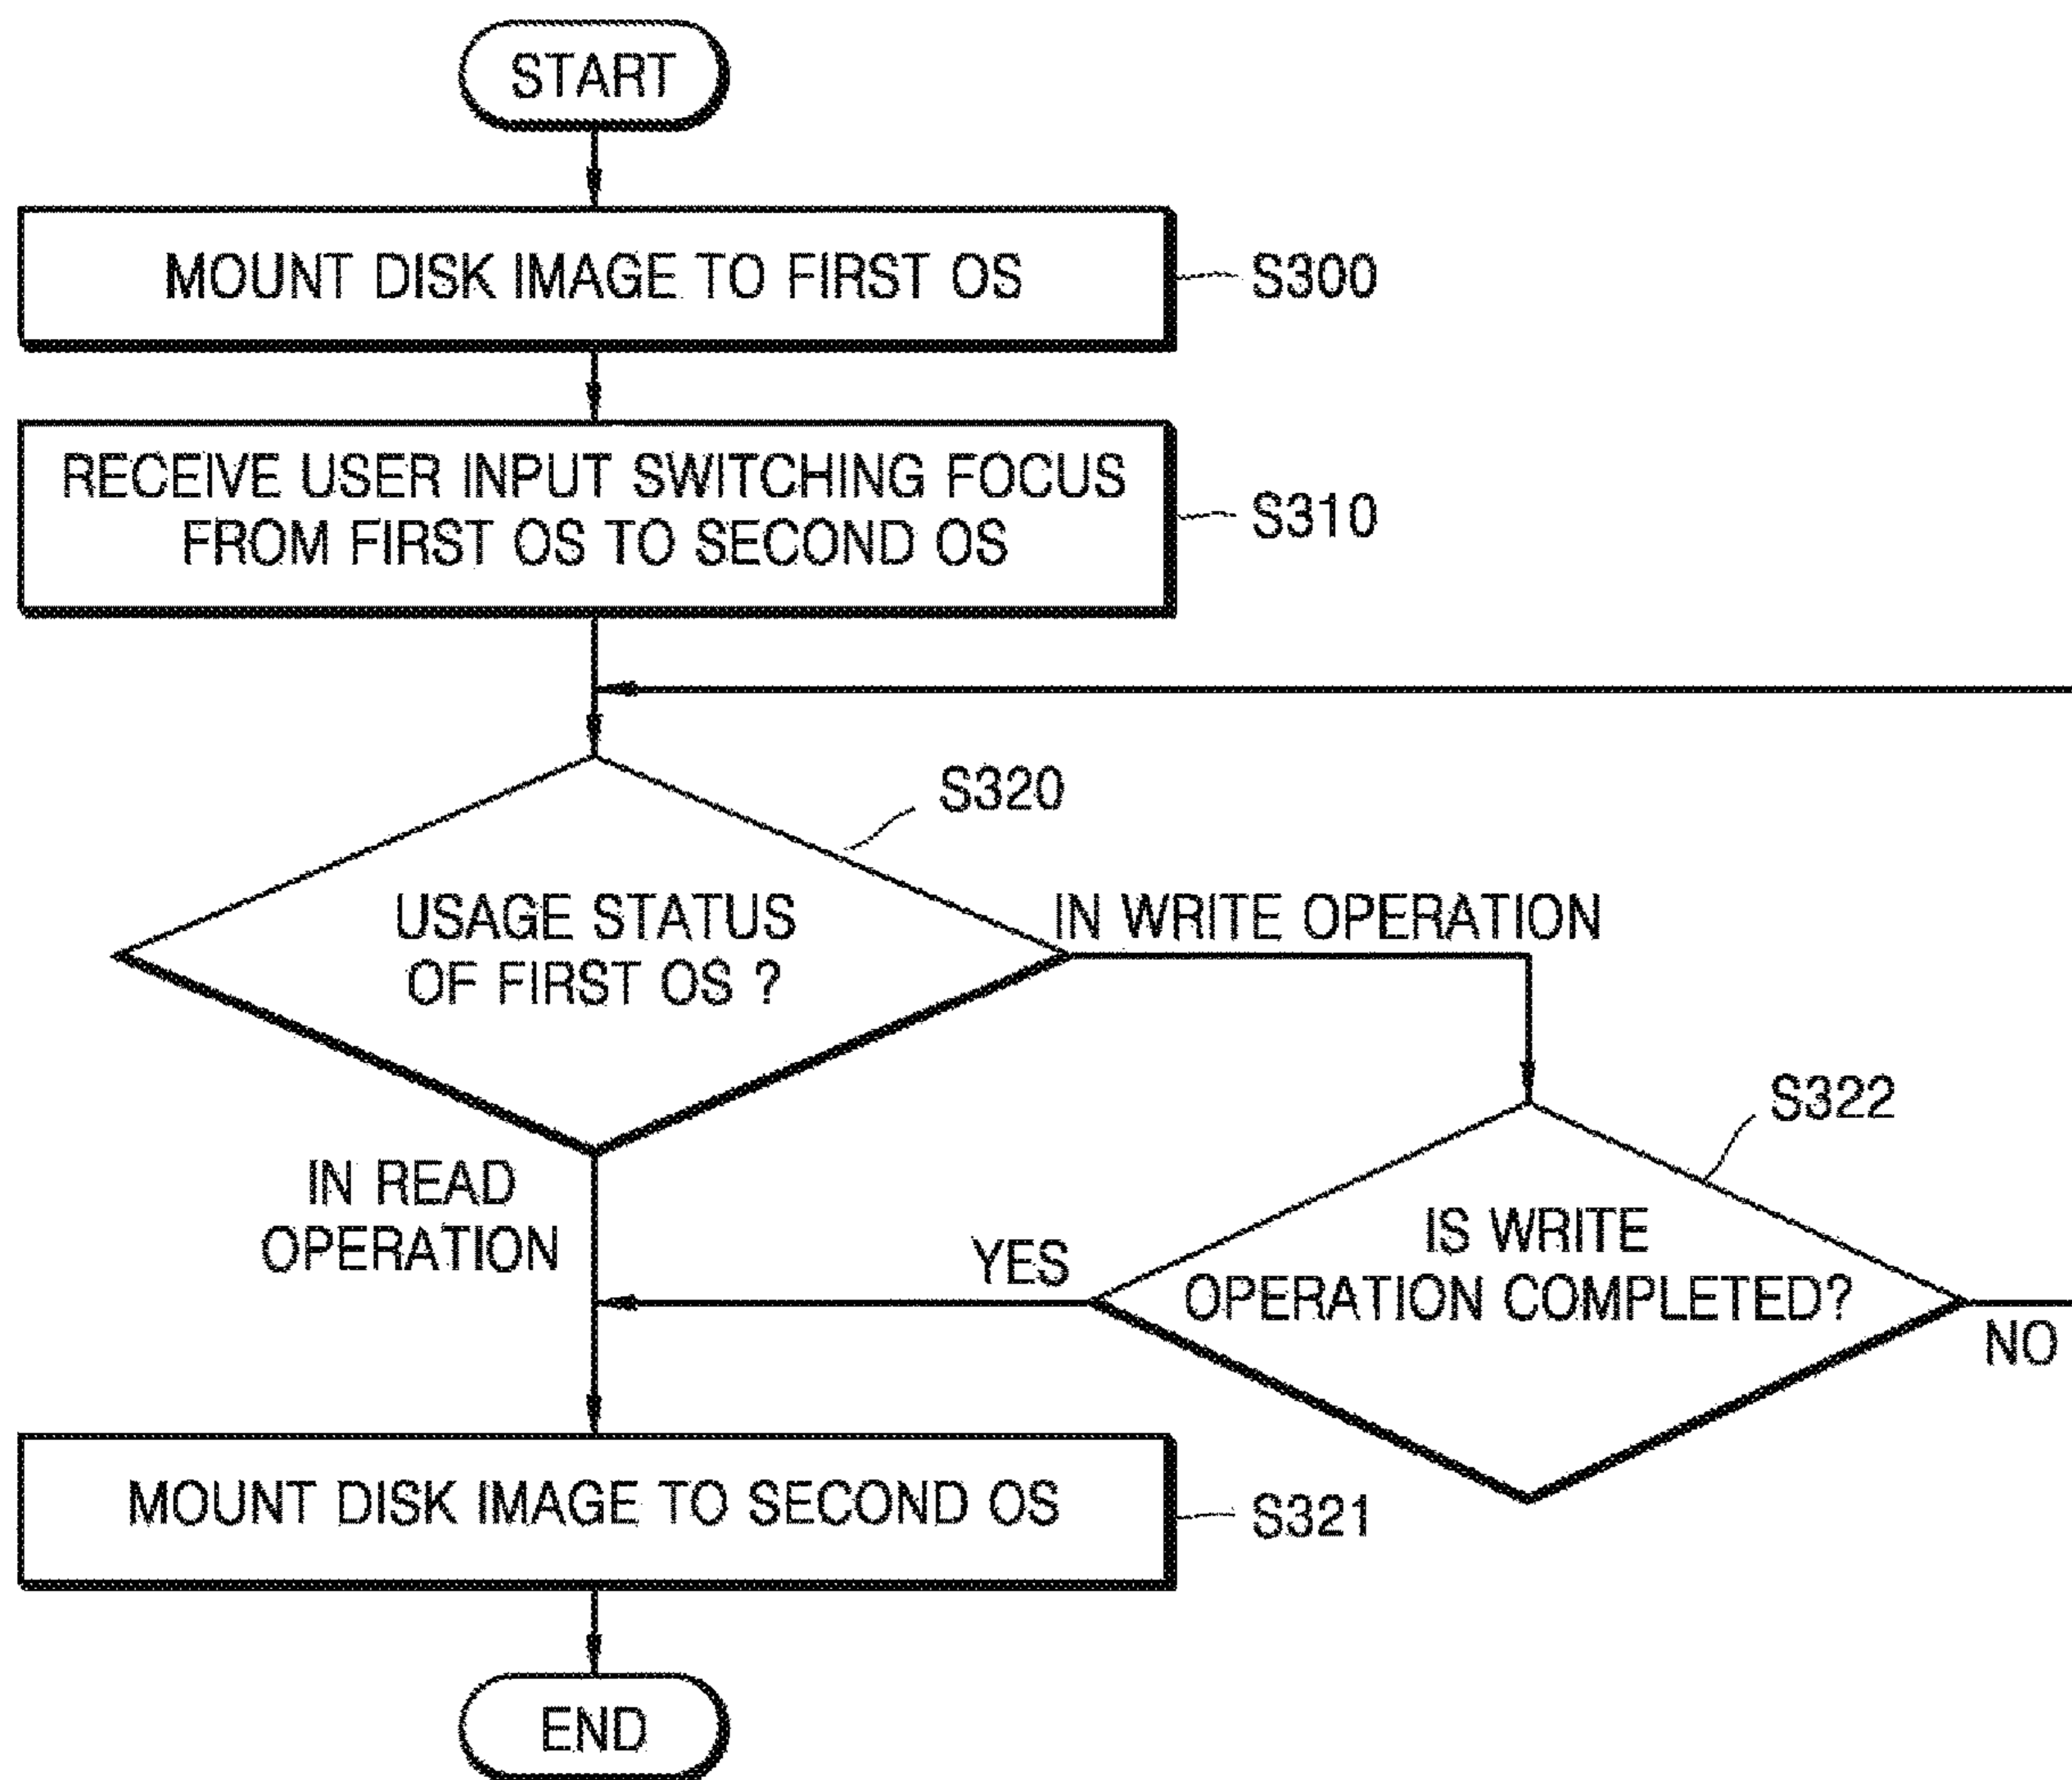 START
MOUNT DISK IMAGE TO FIRST OS
S300
RECEIVE USER INPUT SWITCHING FOCUS
FROM FIRST OS TO SECOND OS
S310
S320
USAGE STATUS
OF FIRST OS ?
IN WRITE OPERATION
S322
IN READ
OPERATION
YES
IS WRITE
OPERATION COMPLETED?
NO
MOUNT DISK IMAGE TO SECOND OS
S321
END